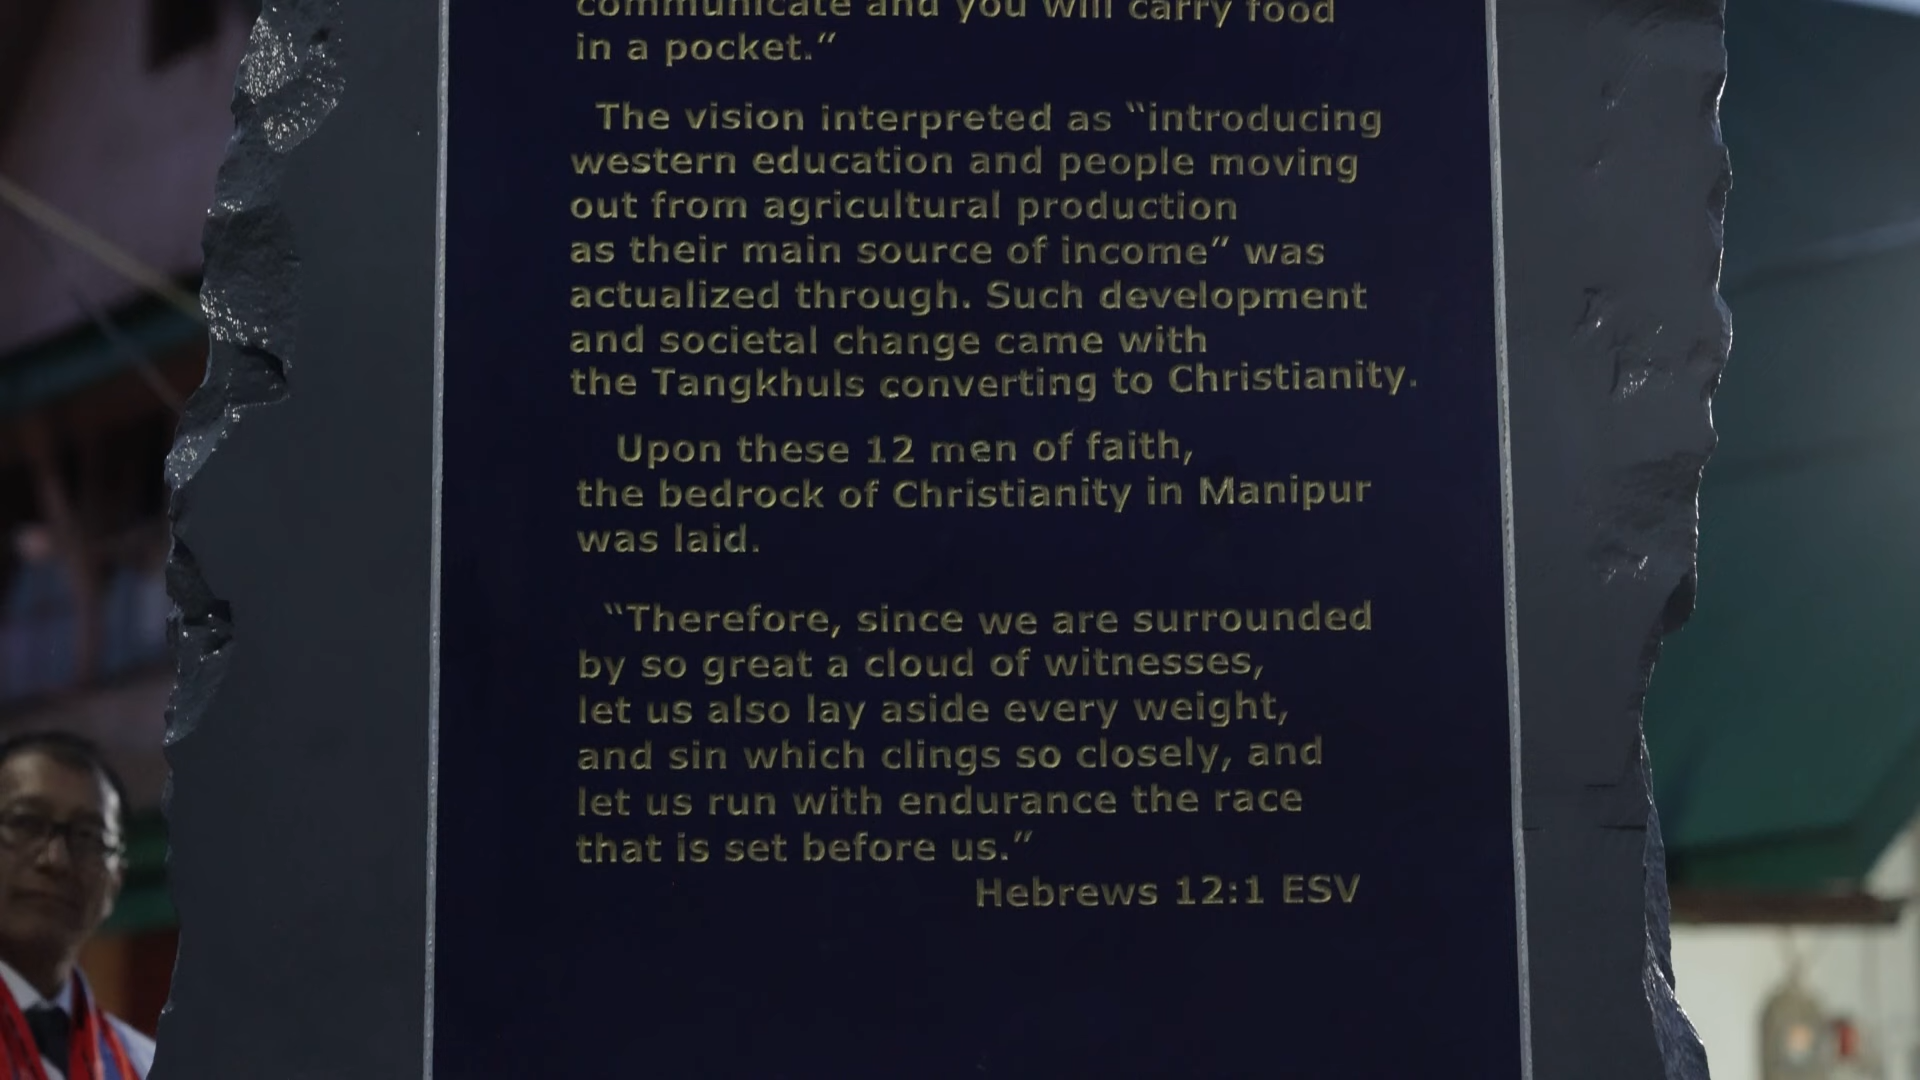 communicate and you will carry food
in a pocket.”
The vision interpreted as “introducing
western education and people moving
out from agricultural production
as their main source of income” was
actualized through. Such development
and societal change came with
the Tangkhuls converting to Christianity.
Upon these 12 men of faith,
the bedrock of Christianity in Manipur
was laid.
“Therefore, since we are surrounded
by so great a cloud of witnesses,
let us also lay aside every weight,
and sin which clings so closely, and
let us run with endurance the race
that is set before us.”
Hebrews 12:1 ESV